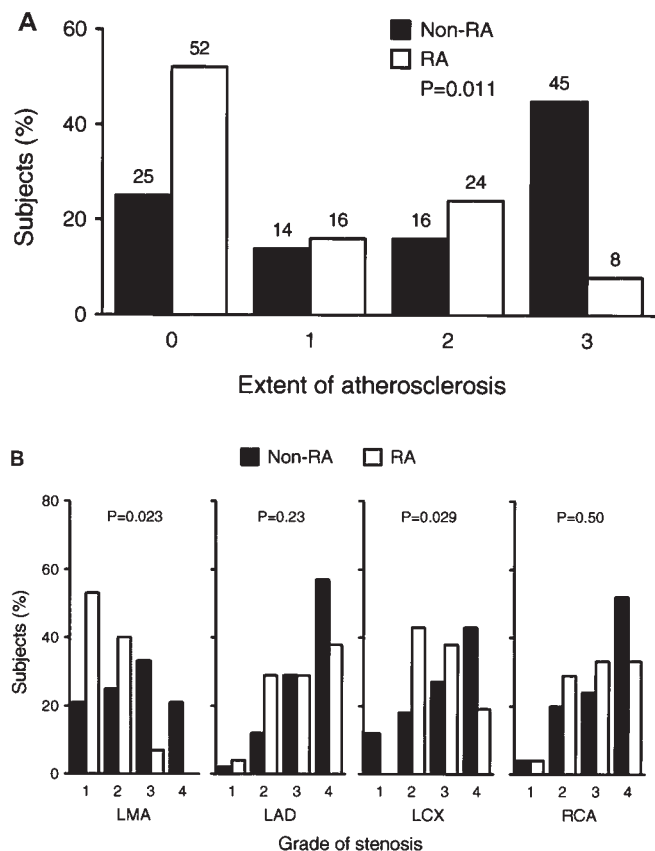 A
Non-RA
RA
P=0.011
Subjects (%)
60
40
20
0
25
52
14
16
16
24
45
8
0 1 2 3
Extent of atherosclerosis
B
Non-RA RA
Subjects (%)
80
60
40
20
0
P=0.023 P=0.23 P=0.029 P=0.50
1 2 3 4 1 2 3 4 1 2 3 4 1 2 3 4
LMA LAD LCX RCA
Grade of stenosis